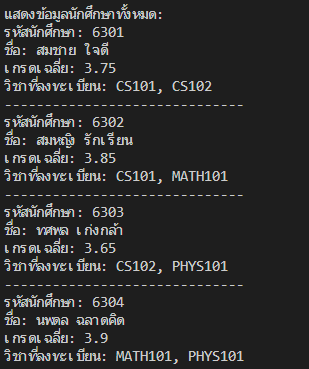 แสดงข้อมูลนักศึกษาทั้งหมด:
รหัสนักศึกษา: 6301
ชื่อ: สมชาย ใจดี
เกรดเฉลี่ย: 3.75
วิชาที่ลงทะเบียน: CS101, CS102
------------------------------
รหัสนักศึกษา: 6302
ชื่อ: สมหญิง รักเรียน
เกรดเฉลี่ย: 3.85
วิชาที่ลงทะเบียน: CS101, MATH101
------------------------------
รหัสนักศึกษา: 6303
ชื่อ: ทศพล เก่งกล้า
เกรดเฉลี่ย: 3.65
วิชาที่ลงทะเบียน: CS102, PHYS101
------------------------------
รหัสนักศึกษา: 6304
ชื่อ: นพดล ฉลาดคิด
เกรดเฉลี่ย: 3.9
วิชาที่ลงทะเบียน: MATH101, PHYS101